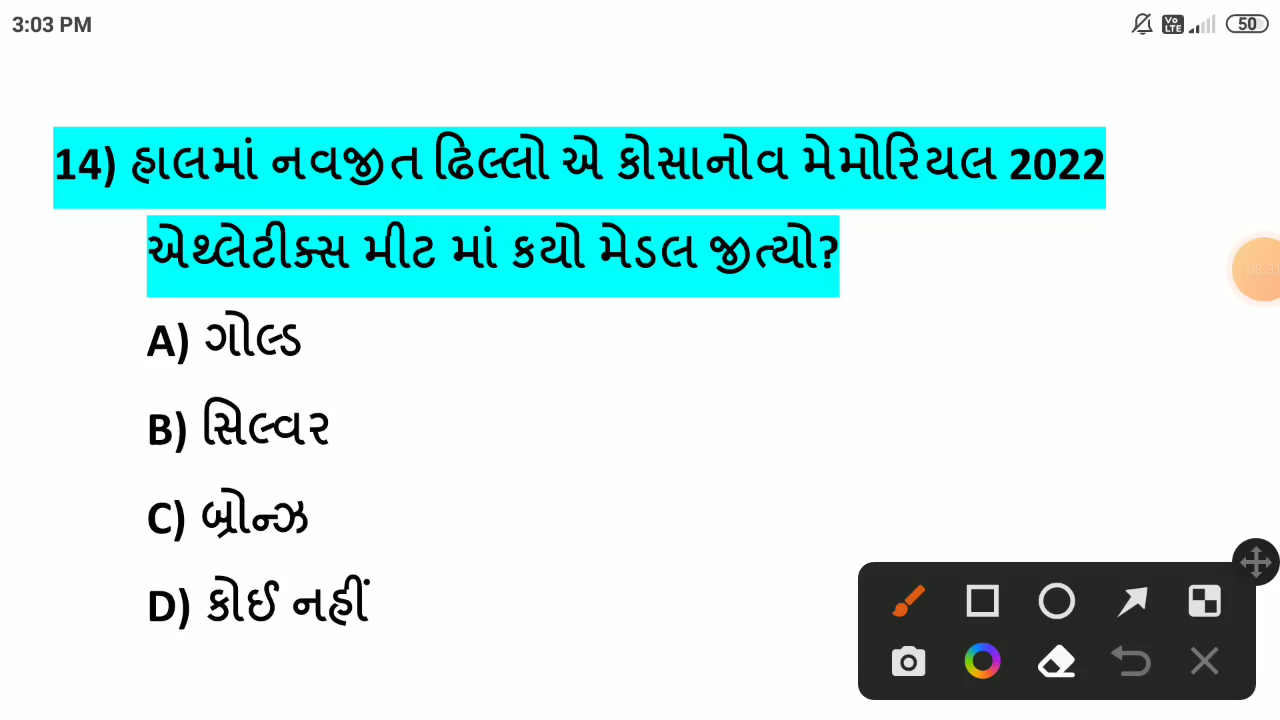 3:03 PM
50
14) હાલમાં નવજીત ઢિલ્લો એ કોસાનોવ મેમોરિયલ 2022
એથ્લેટીક્સ મીટ માં કયો મેડલ જીત્યો?
A) ગોલ્ડ
B) સિલ્વર
C) બ્રોન્ઝ
D) કોઈ નહીં